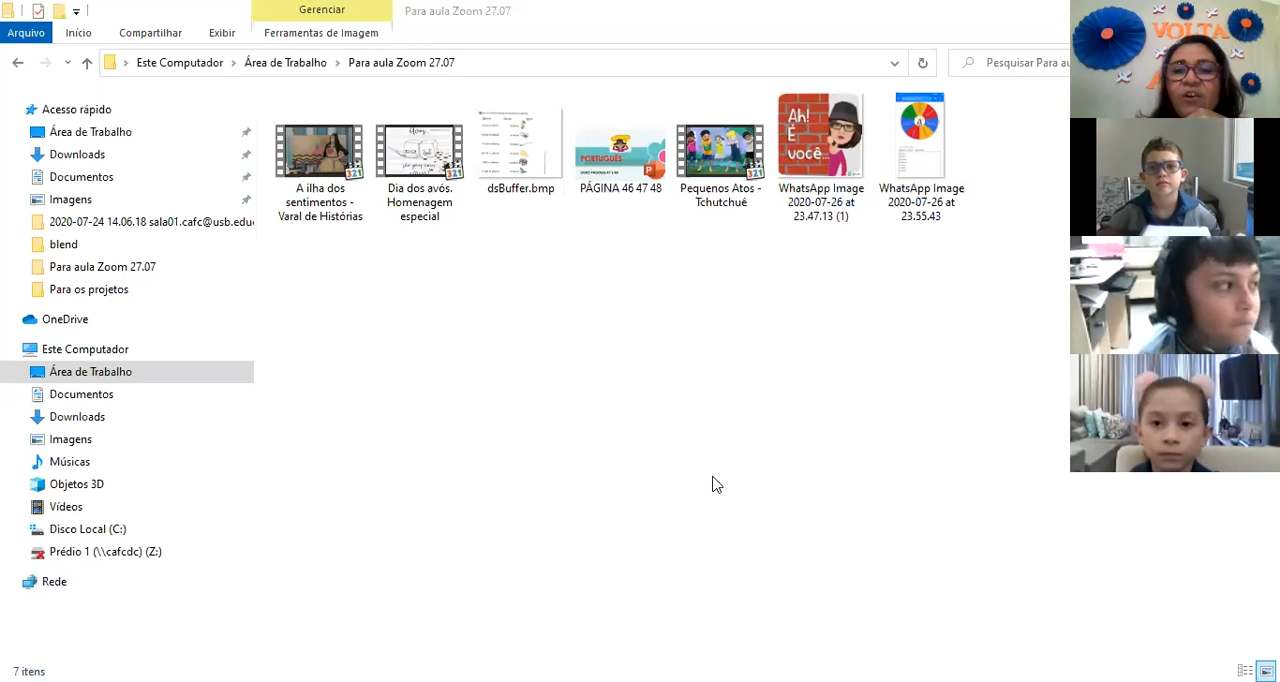 Gerenciar
Para aula Zoom 27.07
Arquivo
Início
Compartilhar
Exibir
Ferramentas de Imagem
Este Computador
Área de Trabalho
Para aula Zoom 27.07
Pesquisar Para au
Acesso rápido
Área de Trabalho
Downloads
Documentos
Imagens
2020-07-24 14.06.18 sala01.cafc@usb.educ
blend
Para aula Zoom 27.07
Para os projetos
OneDrive
Este Computador
Área de Trabalho
Documentos
Downloads
Imagens
Músicas
Objetos 3D
Vídeos
Disco Local (C:)
Prédio 1 (\\cafcdc) (Z:)
Rede
321
A ilha dos
sentimentos -
Varal de Histórias
321
Dia dos avós.
Homenagem
especial
dsBuffer.bmp
PORTUGUÊS
PÁGINA 46 47 48
321
Pequenos Atos -
Tchutchuê
Ah!
É
você...
WhatsApp Image
2020-07-26 at
23.47.13 (1)
A
WhatsApp Image
2020-07-26 at
23.55.43
VOLTA
7 itens